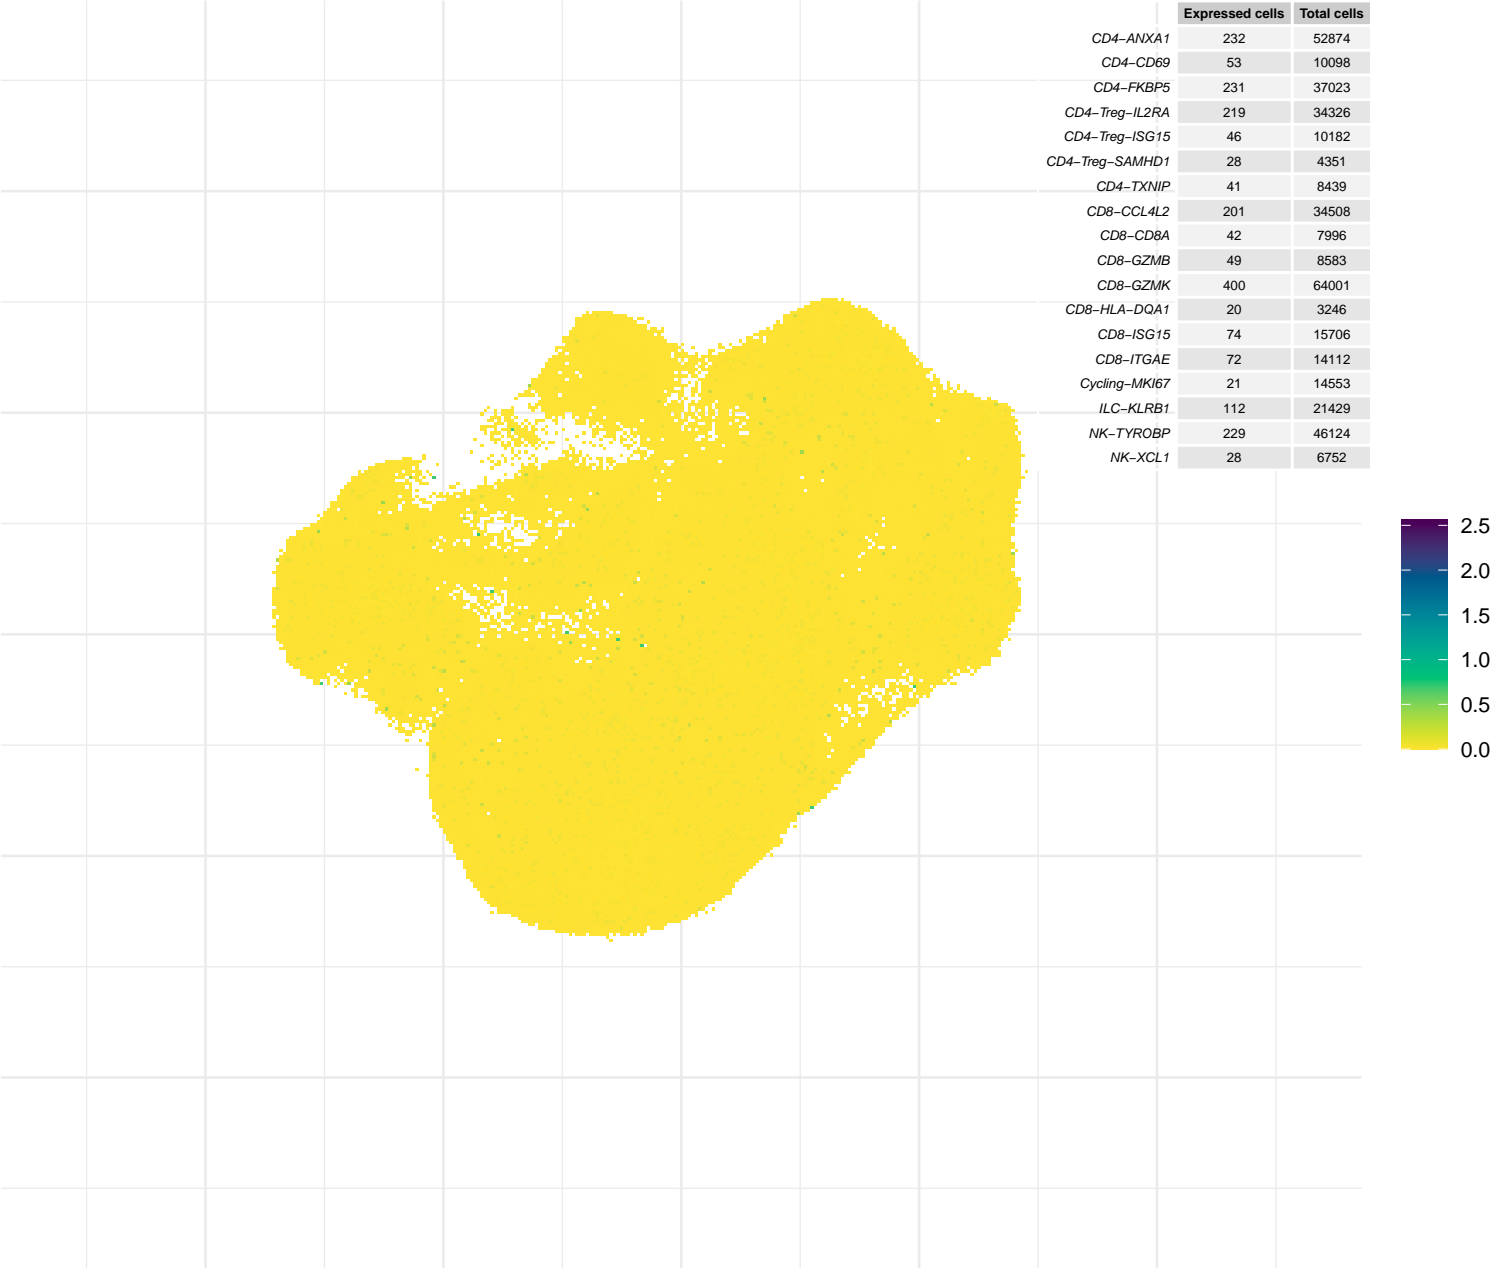 Expressed cells Total cells
CD4−ANXA1 232 52874
CD4−CD69 53 10098
CD4−FKBP5 231 37023
CD4−Treg−IL2RA 219 34326
CD4−Treg−ISG15 46 10182
CD4−Treg−SAMHD1 28 4351
CD4−TXNIP 41 8439
CD8−CCL4L2 201 34508
CD8−CD8A 42 7996
CD8−GZMB 49 8583
CD8−GZMK 400 64001
CD8−HLA−DQA1 20 3246
CD8−ISG15 74 15706
CD8−ITGAE 72 14112
Cycling−MKI67 21 14553
ILC−KLRB1 112 21429
NK−TYROBP 229 46124
NK−XCL1 28 6752
2.5
2.0
1.5
1.0
0.5
0.0